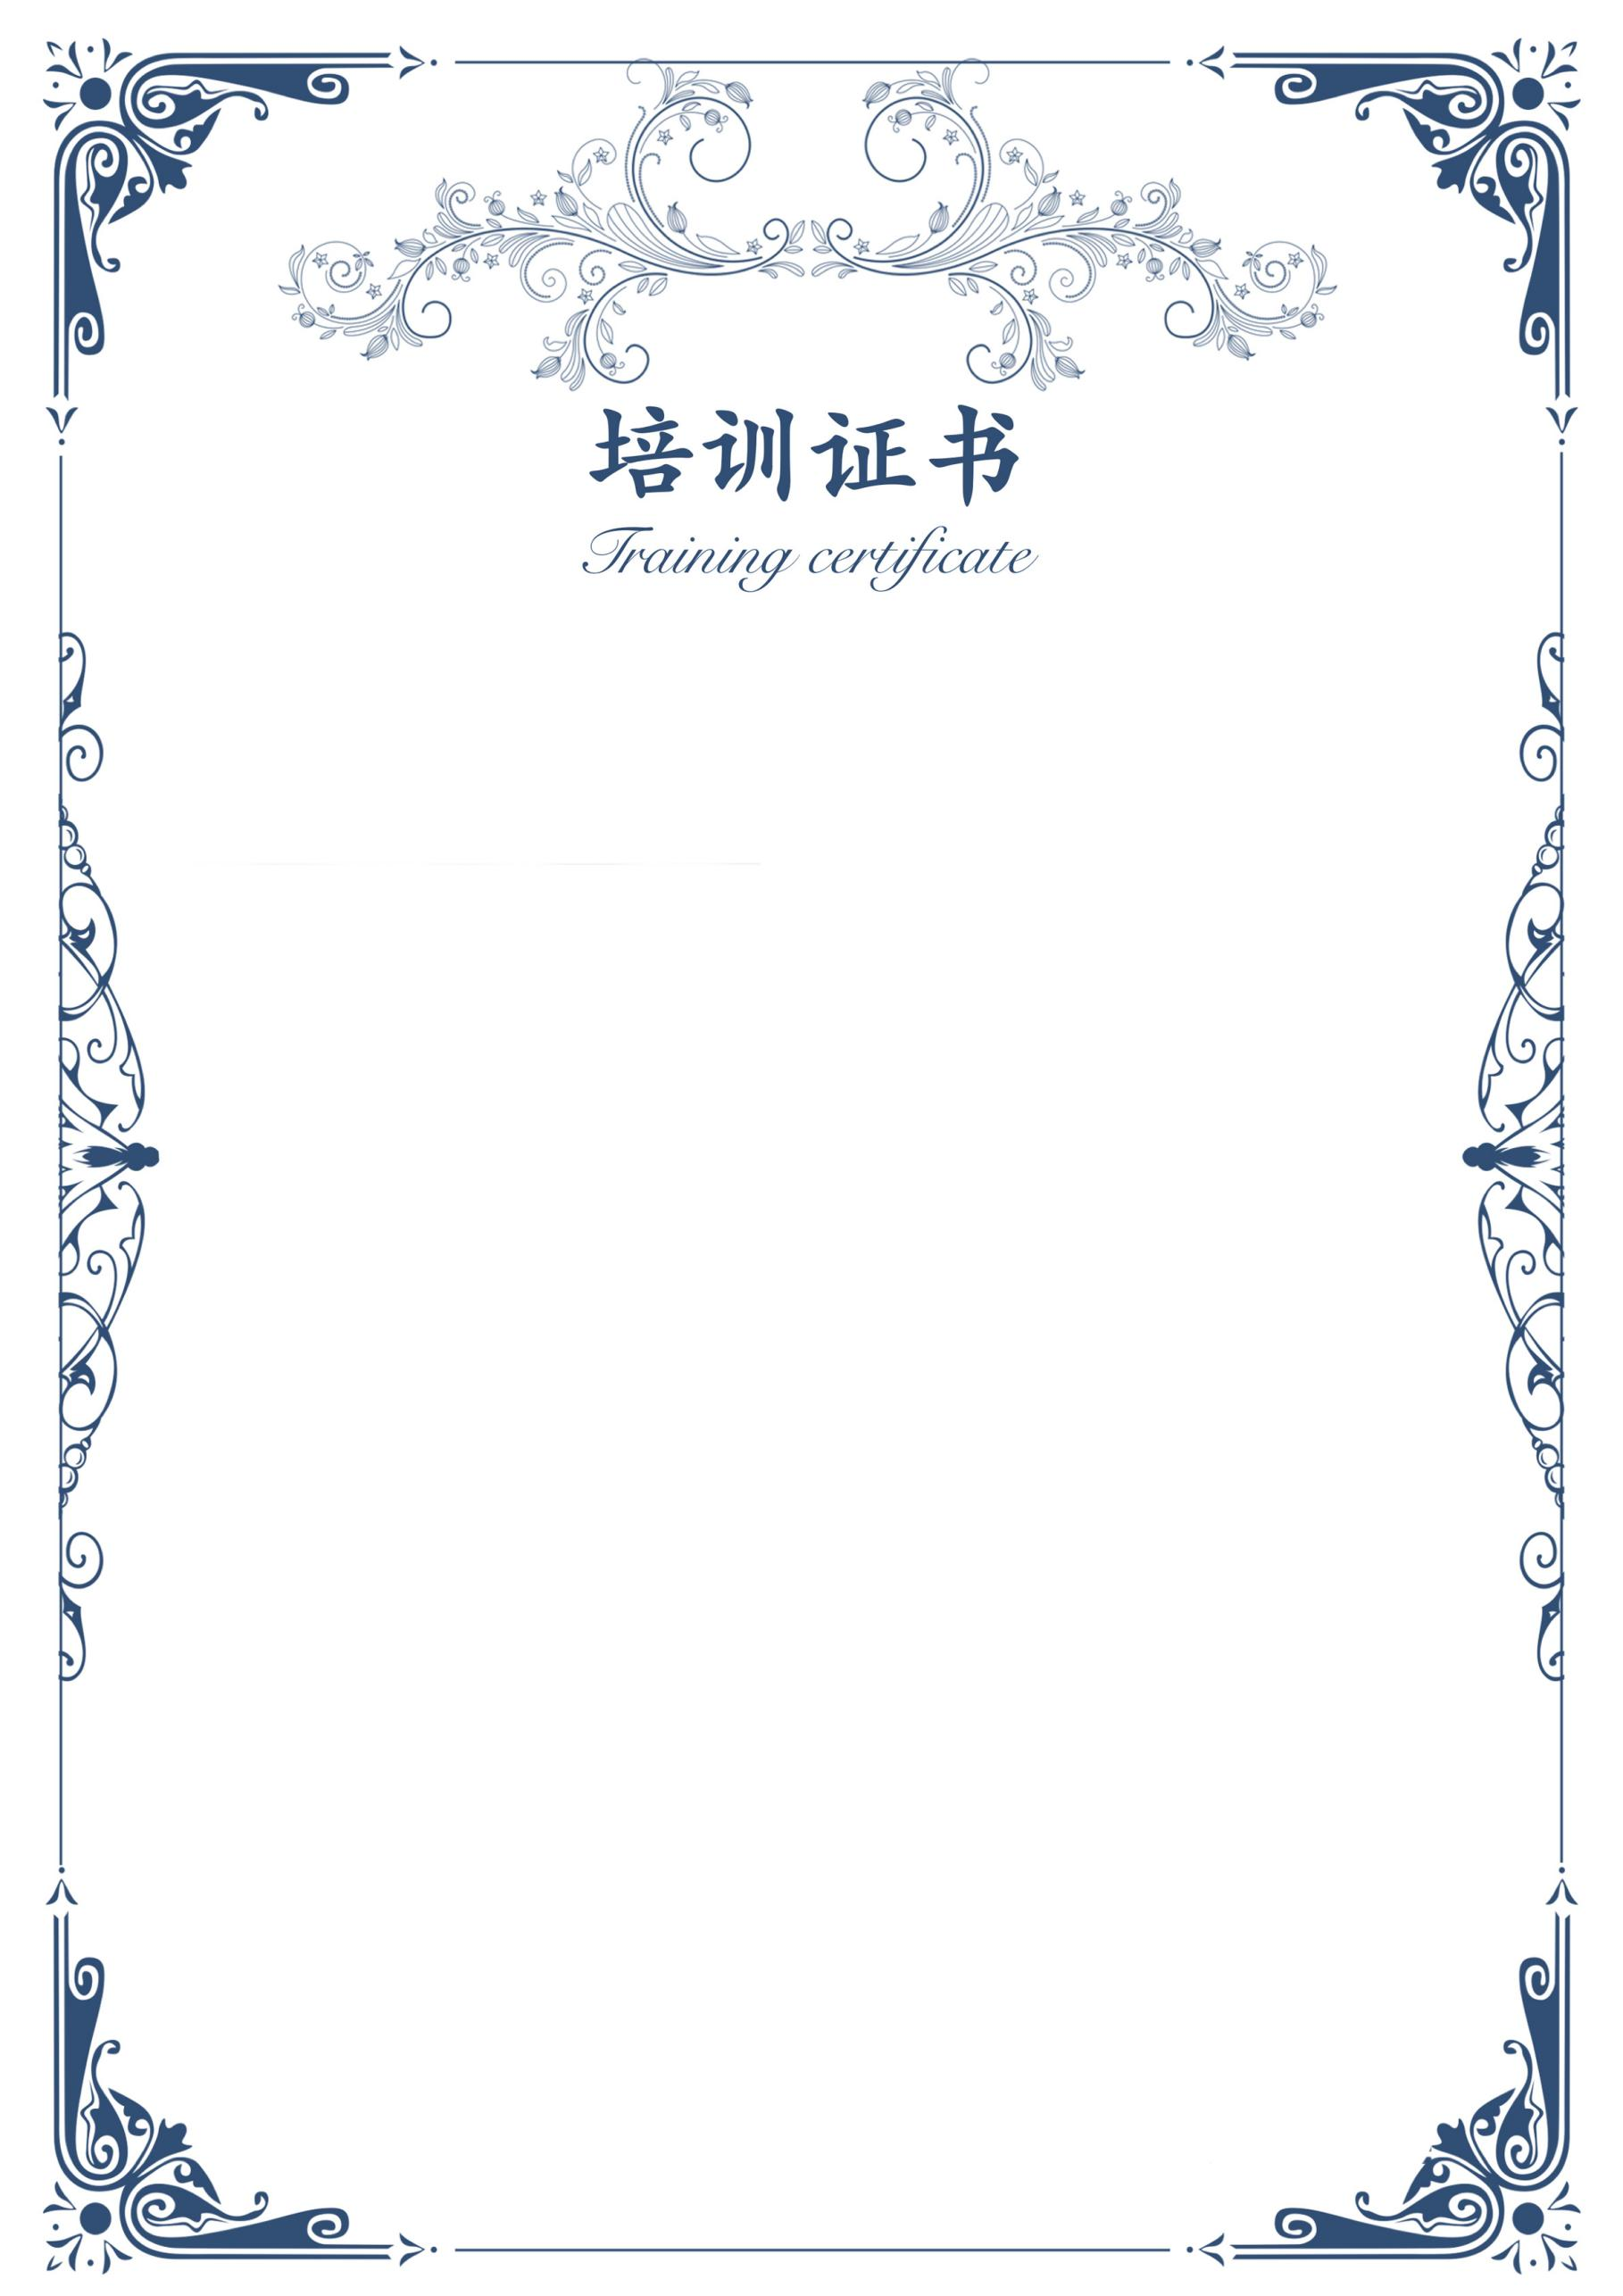 培训证书
Training certificate